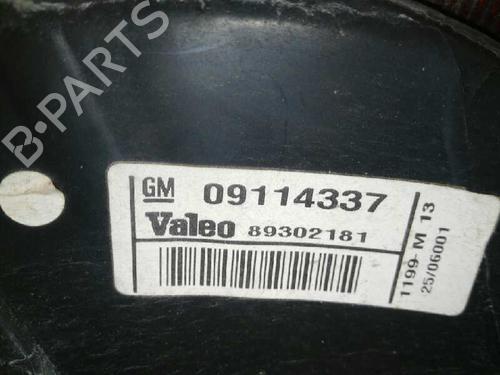 B-PARTS
GM 09114337
Valeo 89302181
1199-M 13
25/06001